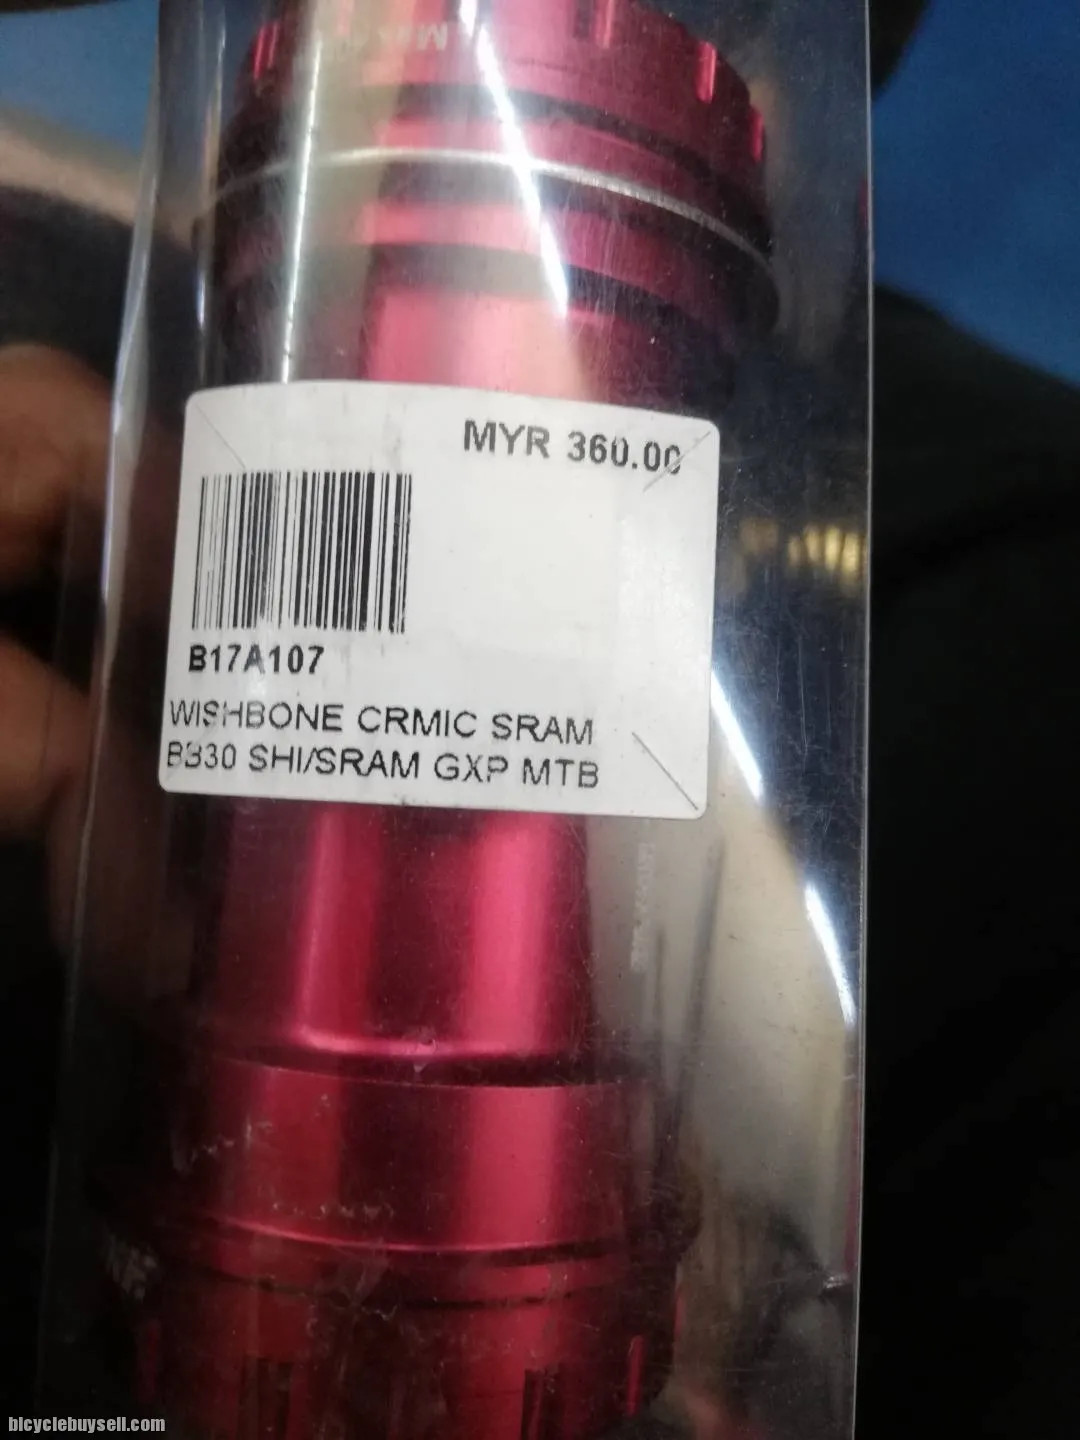 MYR 360.00
B17A107
WISHBONE CRMIC SRAM
BB30 SHI/SRAM GXP MTB
bicyclebuysell.com